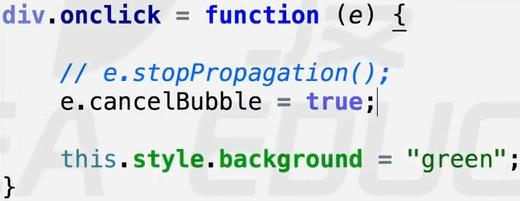 div.onclick = function (e) {
// e.stopPropagation();
e.cancelBubble = true;
this.style.background = "green";
}